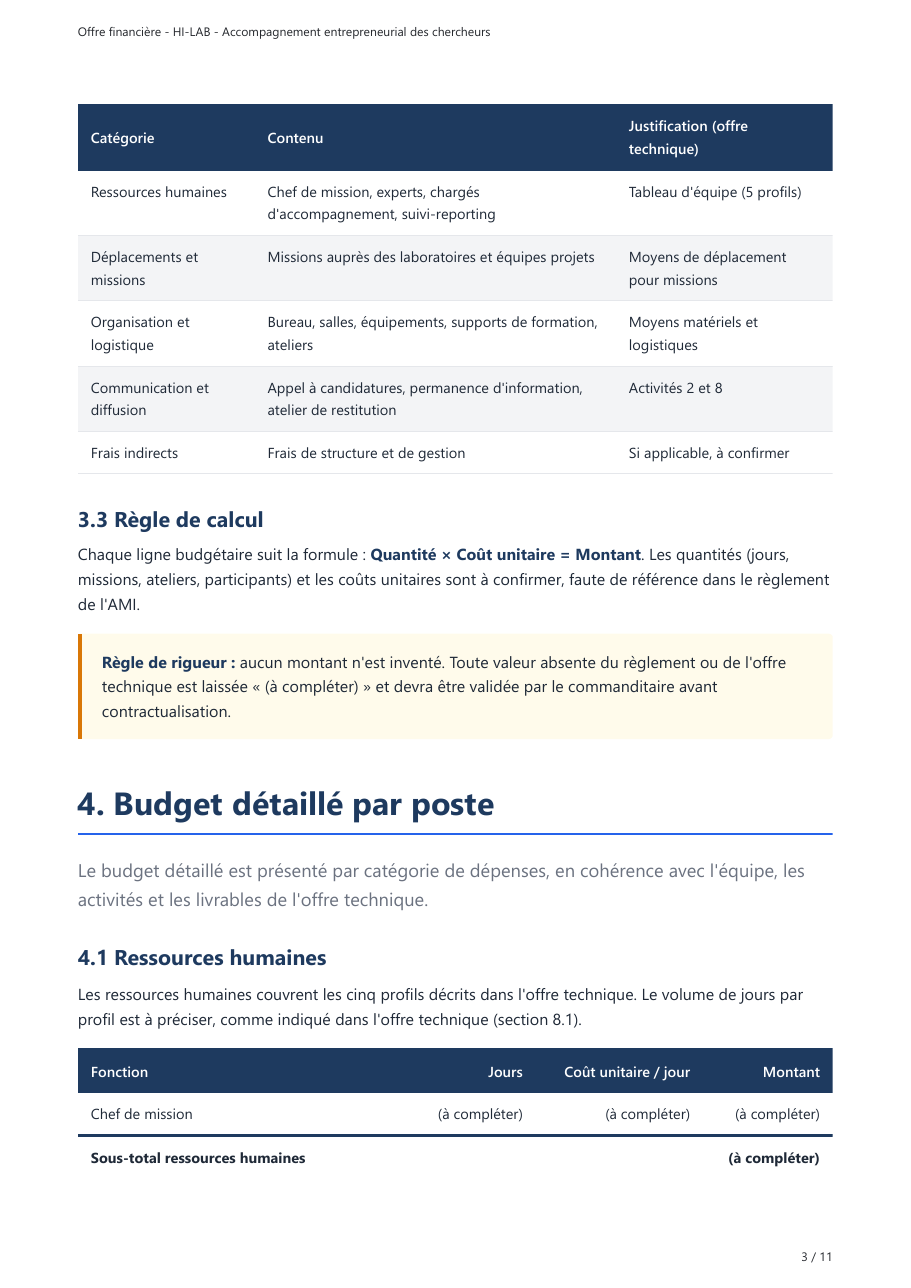 Offre financière - HI-LAB - Accompagnement entrepreneurial des chercheurs
Catégorie
Contenu
Justification (offre
technique)
Ressources humaines
Chef de mission, experts, chargés
d'accompagnement, suivi-reporting
Tableau d'équipe (5 profils)
Déplacements et
missions
Missions auprès des laboratoires et équipes projets
Moyens de déplacement
pour missions
Organisation et
logistique
Bureau, salles, équipements, supports de formation,
ateliers
Moyens matériels et
logistiques
Communication et
diffusion
Appel à candidatures, permanence d'information,
atelier de restitution
Activités 2 et 8
Frais indirects
Frais de structure et de gestion
Si applicable, à confirmer
3.3 Règle de calcul
Chaque ligne budgétaire suit la formule : Quantité × Coût unitaire = Montant. Les quantités (jours,
missions, ateliers, participants) et les coûts unitaires sont à confirmer, faute de référence dans le règlement
de l'AMI.
Règle de rigueur : aucun montant n'est inventé. Toute valeur absente du règlement ou de l'offre
technique est laissée « (à compléter) » et devra être validée par le commanditaire avant
contractualisation.
4. Budget détaillé par poste
Le budget détaillé est présenté par catégorie de dépenses, en cohérence avec l'équipe, les
activités et les livrables de l'offre technique.
4.1 Ressources humaines
Les ressources humaines couvrent les cinq profils décrits dans l'offre technique. Le volume de jours par
profil est à préciser, comme indiqué dans l'offre technique (section 8.1).
Fonction Jours Coût unitaire / jour Montant
Chef de mission (à compléter) (à compléter) (à compléter)
Sous-total ressources humaines (à compléter)
3 / 11